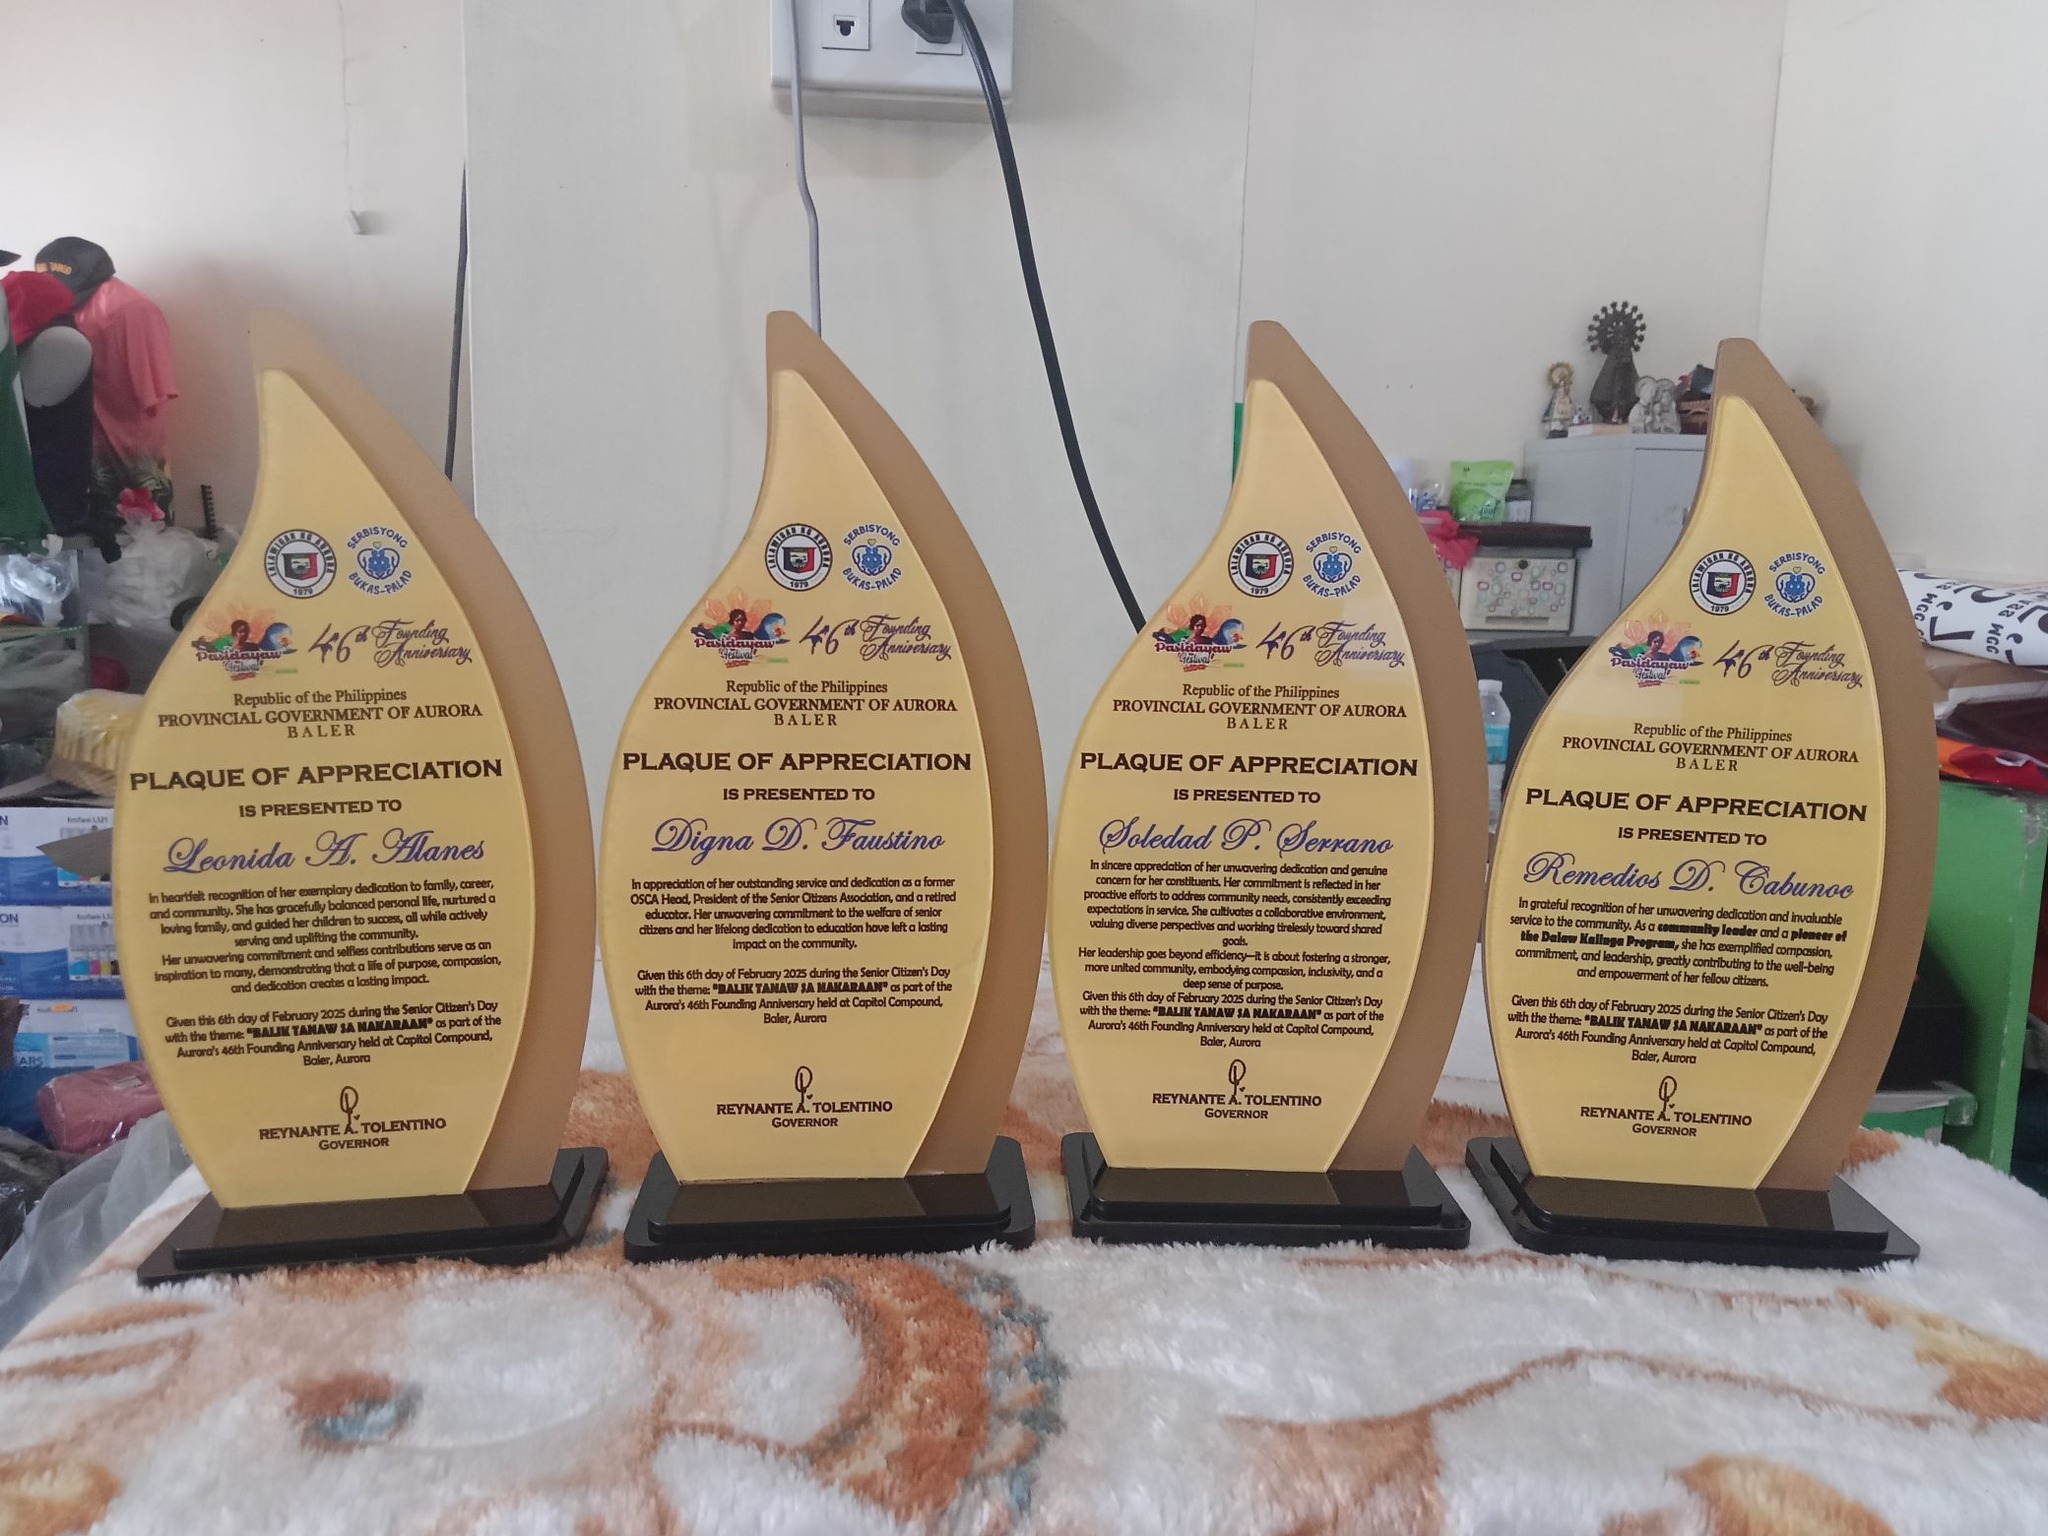 TANGO
LALAWIGAN NG AURORA
1979
SERBISYONG
BUKAS-PALAD
Pasidayaw
Festival
46th Founding
Anniversary
Republic of the Philippines
PROVINCIAL GOVERNMENT OF AURORA
BALER
PLAQUE OF APPRECIATION
IS PRESENTED TO
Leonida A. Alanes
In heartfelt recognition of her exemplary dedication to family, career,
and community. She has gracefully balanced personal life, nurtured a
loving family, and guided her children to success, all while actively
serving and uplifting the community.
Her unwavering commitment and selfless contributions serve as an
inspiration to many, demonstrating that a life of purpose, compassion,
and dedication creates a lasting impact.
Given this 6th day of February 2025 during the Senior Citizen's Day
with the theme: "BALIK TANAW SA NAKARAAN" as part of the
Aurora's 46th Founding Anniversary held at Capitol Compound,
Baler, Aurora
REYNANTE A. TOLENTINO
GOVERNOR
LALAWIGAN NG AURORA
1979
SERBISYONG
BUKAS-PALAD
Pasidayaw
Festival
46th Founding
Anniversary
Republic of the Philippines
PROVINCIAL GOVERNMENT OF AURORA
BALER
PLAQUE OF APPRECIATION
IS PRESENTED TO
Digna D. Faustino
In appreciation of her outstanding service and dedication as a former
OSCA Head, President of the Senior Citizens Association, and a retired
educator. Her unwavering commitment to the welfare of senior
citizens and her lifelong dedication to education have left a lasting
impact on the community.
Given this 6th day of February 2025 during the Senior Citizen's Day
with the theme: "BALIK TANAW SA NAKARAAN" as part of the
Aurora's 46th Founding Anniversary held at Capitol Compound,
Baler, Aurora
REYNANTE A. TOLENTINO
GOVERNOR
LALAWIGAN NG AURORA
1979
SERBISYONG
BUKAS-PALAD
Pasidayaw
Festival
46th Founding
Anniversary
Republic of the Philippines
PROVINCIAL GOVERNMENT OF AURORA
BALER
PLAQUE OF APPRECIATION
IS PRESENTED TO
Soledad P. Serrano
In sincere appreciation of her unwavering dedication and genuine
concern for her constituents. Her commitment is reflected in her
proactive efforts to address community needs, consistently exceeding
expectations in service. She cultivates a collaborative environment,
valuing diverse perspectives and working tirelessly toward shared
goals.
Her leadership goes beyond efficiency—it is about fostering a stronger,
more united community, embodying compassion, inclusivity, and a
deep sense of purpose.
Given this 6th day of February 2025 during the Senior Citizen's Day
with the theme: "BALIK TANAW SA NAKARAAN" as part of the
Aurora's 46th Founding Anniversary held at Capitol Compound,
Baler, Aurora
REYNANTE A. TOLENTINO
GOVERNOR
LALAWIGAN NG AURORA
1979
SERBISYONG
BUKAS-PALAD
Pasidayaw
Festival
46th Founding
Anniversary
Republic of the Philippines
PROVINCIAL GOVERNMENT OF AURORA
BALER
PLAQUE OF APPRECIATION
IS PRESENTED TO
Remedios D. Cabunoc
In grateful recognition of her unwavering dedication and invaluable
service to the community. As a community leader and a pioneer of
the Dalaw Kalinga Program, she has exemplified compassion,
commitment, and leadership, greatly contributing to the well-being
and empowerment of her fellow citizens.
Given this 6th day of February 2025 during the Senior Citizen's Day
with the theme: "BALIK TANAW SA NAKARAAN" as part of the
Aurora's 46th Founding Anniversary held at Capitol Compound,
Baler, Aurora
REYNANTE A. TOLENTINO
GOVERNOR
EcoTank L121